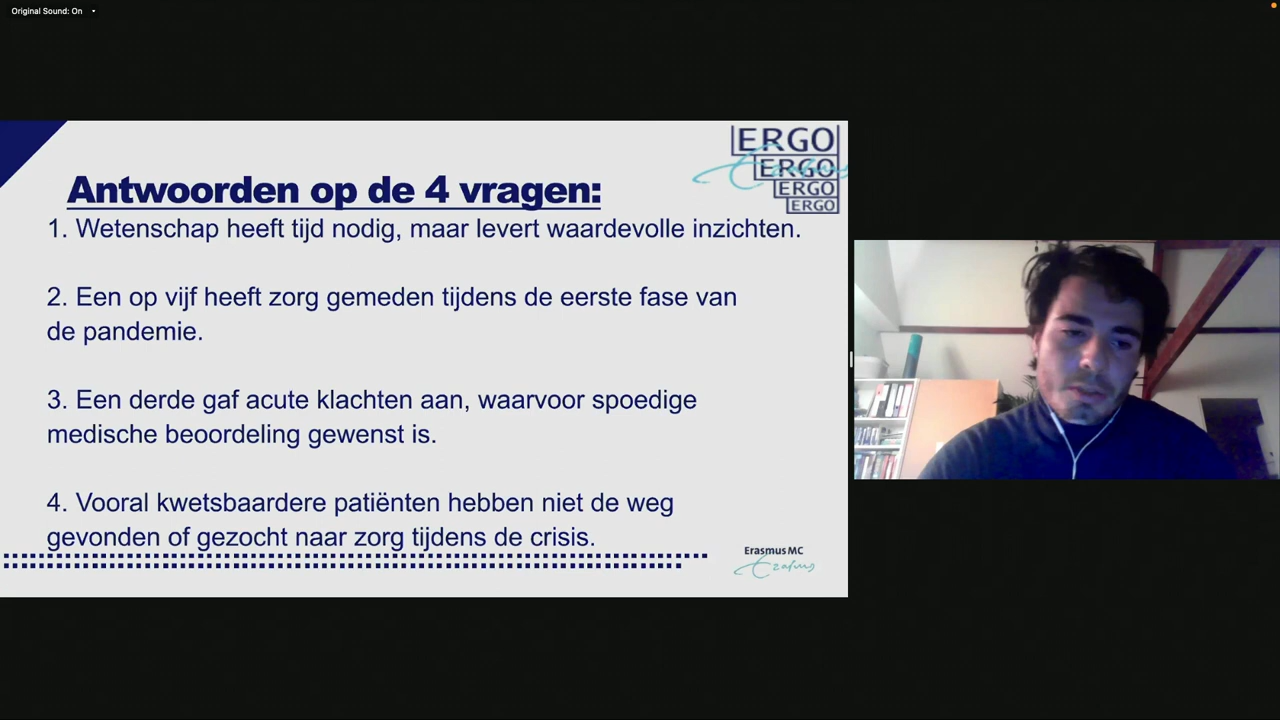 Original Sound: On
ERGO
ERGO
ERGO
ERGO
Erasmus
Antwoorden op de 4 vragen:
1. Wetenschap heeft tijd nodig, maar levert waardevolle inzichten.
2. Een op vijf heeft zorg gemeden tijdens de eerste fase van
de pandemie.
3. Een derde gaf acute klachten aan, waarvoor spoedige
medische beoordeling gewenst is.
4. Vooral kwetsbaardere patiënten hebben niet de weg
gevonden of gezocht naar zorg tijdens de crisis.
Erasmus MC
Erasmus